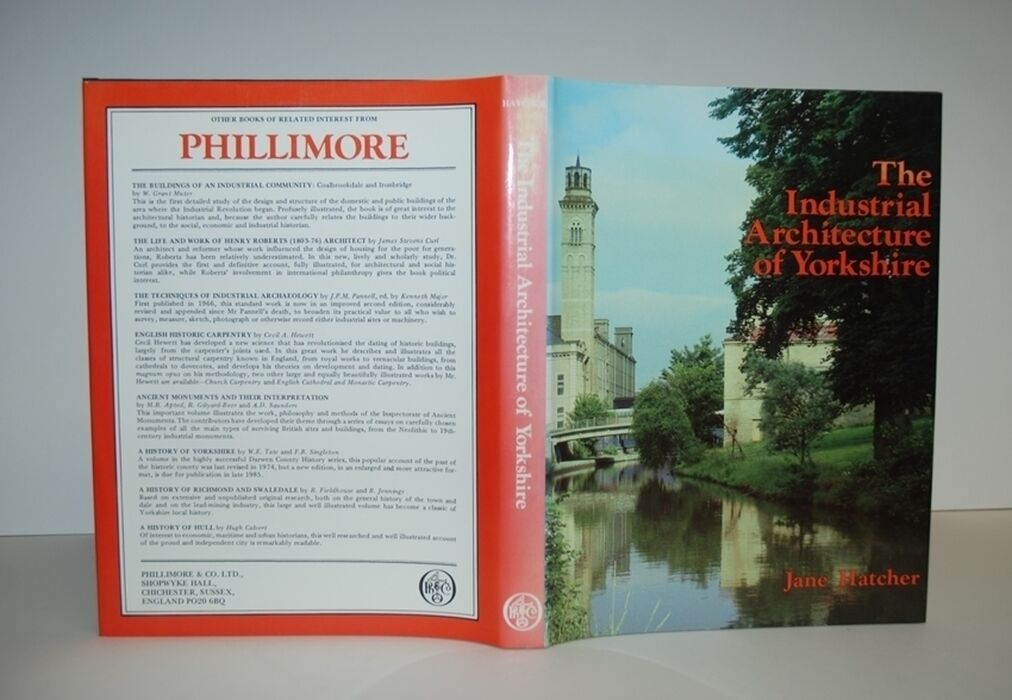 OTHER BOOKS OF RELATED INTEREST FROM
PHILLIMORE
THE BUILDINGS OF AN INDUSTRIAL COMMUNITY: Coalbrookdale and Ironbridge
by W. Grant Muter
This is the first detailed study of the design and structure of the domestic and public buildings of the
area where the Industrial Revolution began. Profusely illustrated, the book is of great interest to the
architectural historian and, because the author carefully relates the buildings to their wider back-
ground, to the social, economic and industrial historian.
THE LIFE AND WORK OF HENRY ROBERTS (1803-76) ARCHITECT by James Stevens Curl
An architect and reformer whose work influenced the design of housing for the poor for genera-
tions, Roberts has been relatively underestimated. In this new, lively and scholarly study, Dr.
Curl provides the first and definitive account, fully illustrated, for architectural and social his-
torian alike, while Roberts' involvement in international philanthropy gives the book political
interest.
THE TECHNIQUES OF INDUSTRIAL ARCHAEOLOGY by J.P.M. Pannell, ed. by Kenneth Major
First published in 1966, this standard work is now in an improved second edition, considerably
revised and appended since Mr Pannell's death, to broaden its practical value to all who wish to
survey, measure, sketch, photograph or otherwise record either industrial sites or machinery.
ENGLISH HISTORIC CARPENTRY by Cecil A. Hewett
Cecil Hewett has developed a new science that has revolutionised the dating of historic buildings,
largely from the carpenter's joints used. In this great work he describes and illustrates all the
classes of structural carpentry known in England, from royal works to vernacular buildings, from
cathedrals to dovecotes, and develops his theories on development and dating. In addition to this
magnum opus on his methodology, two other large and equally beautifully illustrated works by Mr.
Hewett are available—Church Carpentry and English Cathedral and Monastic Carpentry.
ANCIENT MONUMENTS AND THEIR INTERPRETATION
by M.R. Apted, R. Gilyard-Beer and A.D. Saunders
This important volume illustrates the work, philosophy and methods of the Inspectorate of Ancient
Monuments. The contributors have developed their theme through a series of essays on carefully chosen
examples of all the main types of surviving British sites and buildings, from the Neolithic to 19th-
century industrial monuments.
A HISTORY OF YORKSHIRE by W.E. Tate and F.B. Singleton
A volume in the highly successful Darwen County History series, this popular account of the past of
the historic county was last revised in 1974, but a new edition, in an enlarged and more attractive for-
mat, is due for publication in late 1985.
A HISTORY OF RICHMOND AND SWALEDALE by R. Fieldhouse and B. Jennings
Based on extensive and unpublished original research, both on the general history of the town and
dale and on the lead-mining industry, this large and well illustrated volume has become a classic of
Yorkshire local history.
A HISTORY OF HULL by Hugh Calvert
Of interest to economic, maritime and urban historians, this well researched and well illustrated account
of the proud and independent city is remarkably readable.
PHILLIMORE & CO. LTD.,
SHOPWYKE HALL,
CHICHESTER, SUSSEX,
ENGLAND PO20 6BQ
HATCHER
The Industrial Architecture of Yorkshire
The
Industrial
Architecture
of Yorkshire
Jane Hatcher